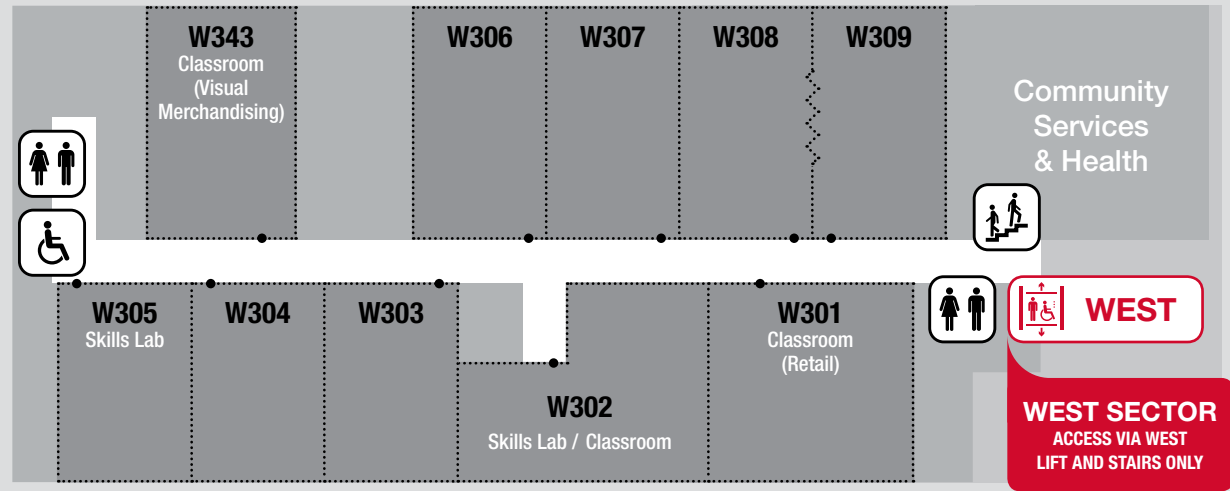 W343
Classroom
(Visual
Merchandising)
W306
W307
W308
W309
Community
Services
& Health
W305
Skills Lab
W304
W303
W301
Classroom
(Retail)
W302
Skills Lab / Classroom
WEST
WEST SECTOR
ACCESS VIA WEST
LIFT AND STAIRS ONLY